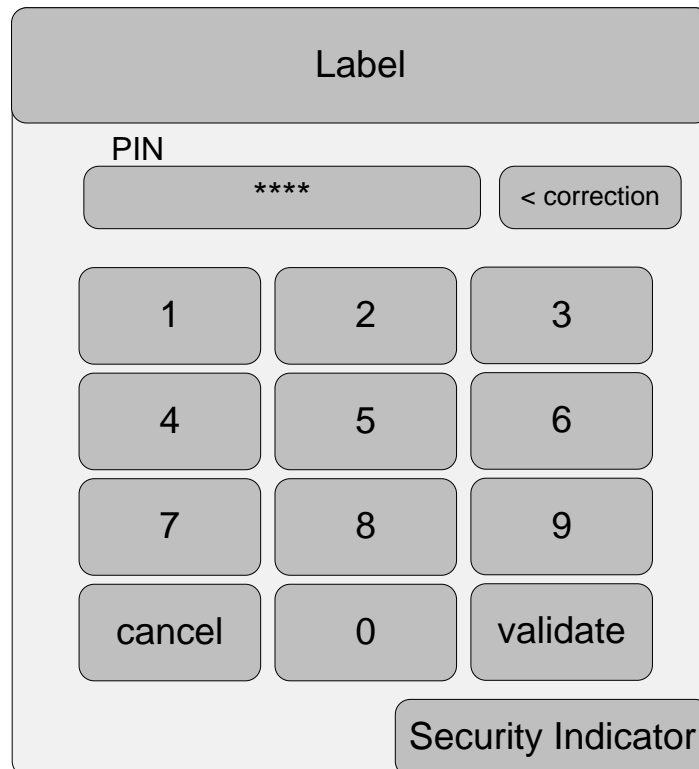 Label
PIN
**** < correction
1 2 3
4 5 6
7 8 9
cancel 0 validate
Security Indicator